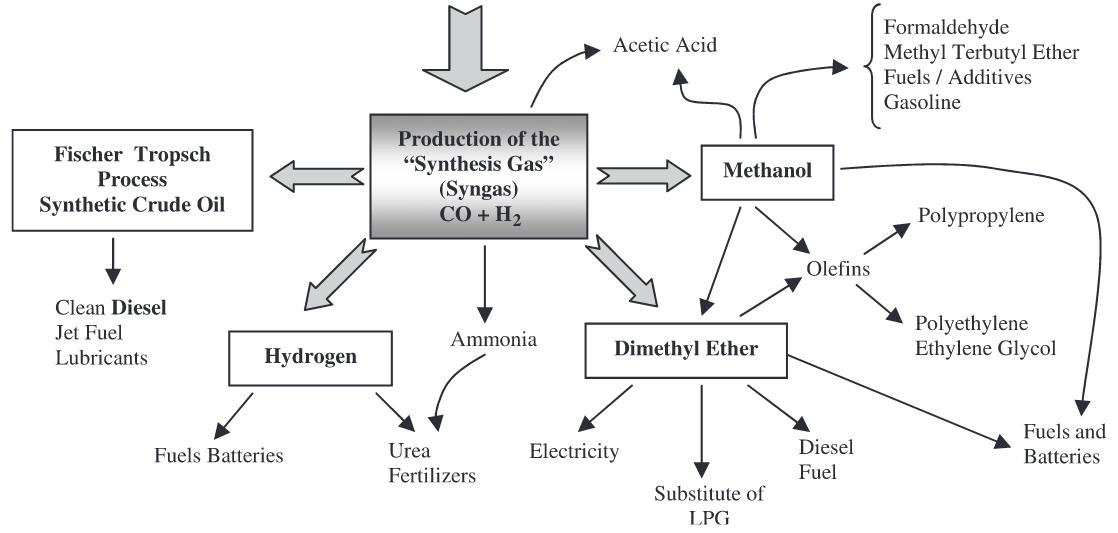 Acetic Acid
Formaldehyde
Methyl Terbutyl Ether
Fuels / Additives
Gasoline
Fischer Tropsch
Process
Synthetic Crude Oil
Production of the
“Synthesis Gas”
(Syngas)
CO + H2
Methanol
Clean Diesel
Jet Fuel
Lubricants
Hydrogen
Ammonia
Dimethyl Ether
Olefins
Polypropylene
Polyethylene
Ethylene Glycol
Fuels Batteries
Urea
Fertilizers
Electricity
Substitute of
LPG
Diesel
Fuel
Fuels and
Batteries